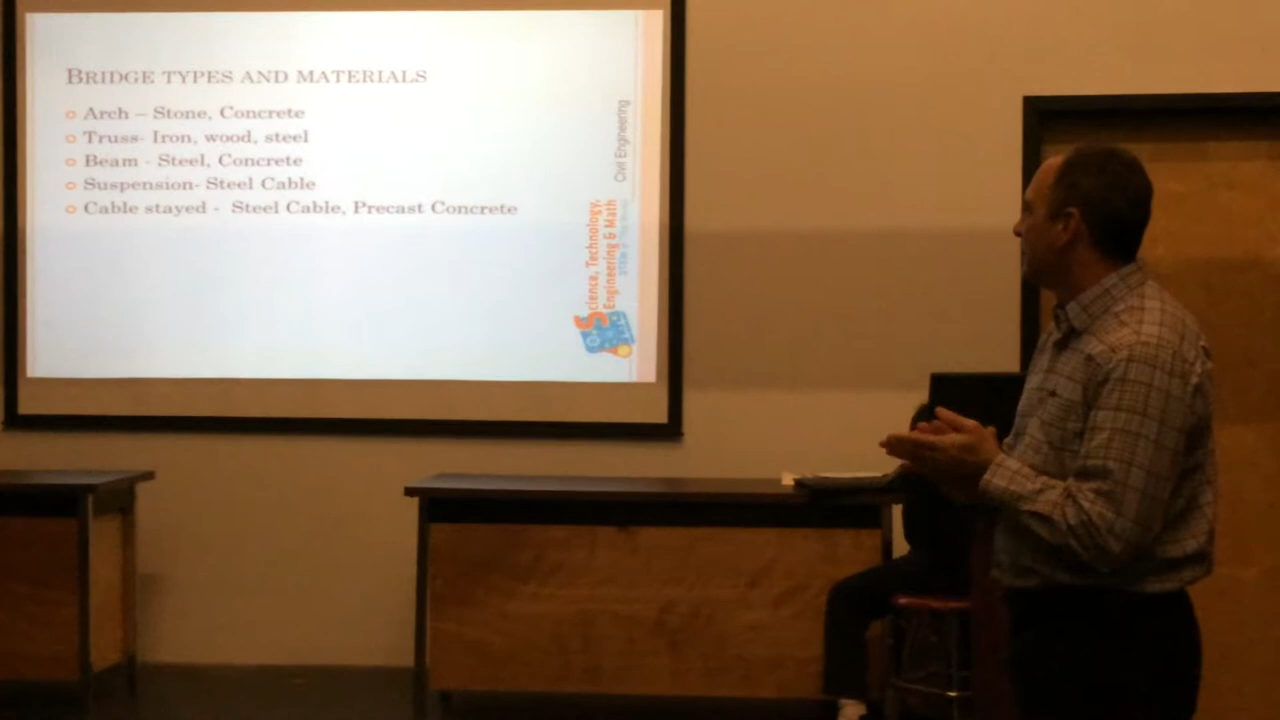 BRIDGE TYPES AND MATERIALS
Arch – Stone, Concrete
Truss- Iron, wood, steel
Beam - Steel, Concrete
Suspension- Steel Cable
Cable stayed - Steel Cable, Precast Concrete
Civil Engineering
Science, Technology,
Engineering & Math